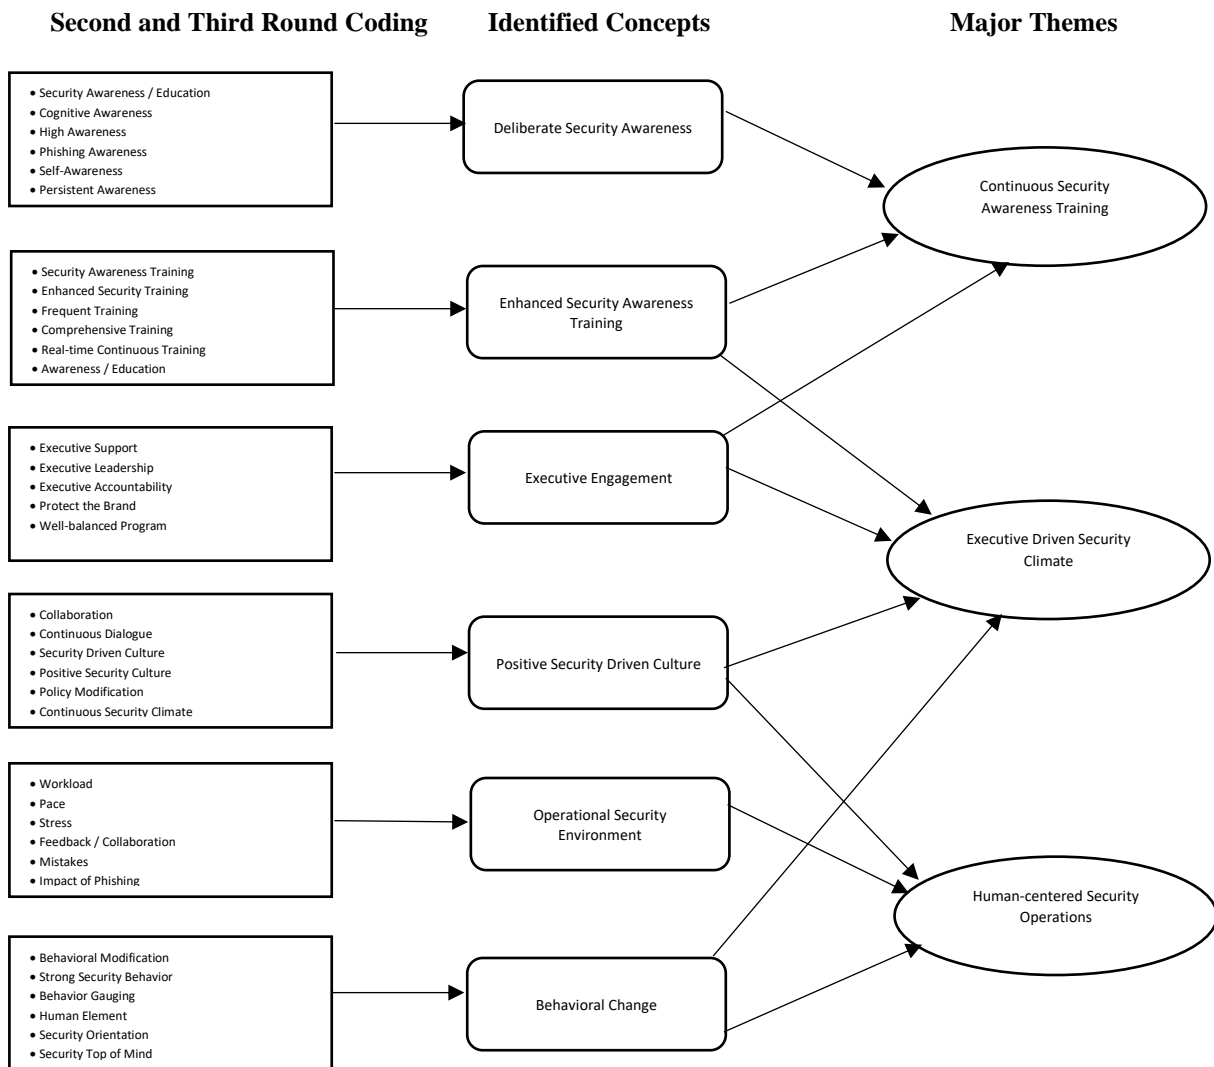 Second and Third Round Coding
Identified Concepts
Major Themes
• Security Awareness / Education
• Cognitive Awareness
• High Awareness
• Phishing Awareness
• Self-Awareness
• Persistent Awareness
Deliberate Security Awareness
Continuous Security
Awareness Training
• Security Awareness Training
• Enhanced Security Training
• Frequent Training
• Comprehensive Training
• Real-time Continuous Training
• Awareness / Education
Enhanced Security Awareness
Training
• Executive Support
• Executive Leadership
• Executive Accountability
• Protect the Brand
• Well-balanced Program
Executive Engagement
Executive Driven Security
Climate
• Collaboration
• Continuous Dialogue
• Security Driven Culture
• Positive Security Culture
• Policy Modification
• Continuous Security Climate
Positive Security Driven Culture
• Workload
• Pace
• Stress
• Feedback / Collaboration
• Mistakes
• Impact of Phishing
Operational Security
Environment
Human-centered Security
Operations
• Behavioral Modification
• Strong Security Behavior
• Behavior Gauging
• Human Element
• Security Orientation
• Security Top of Mind
Behavioral Change